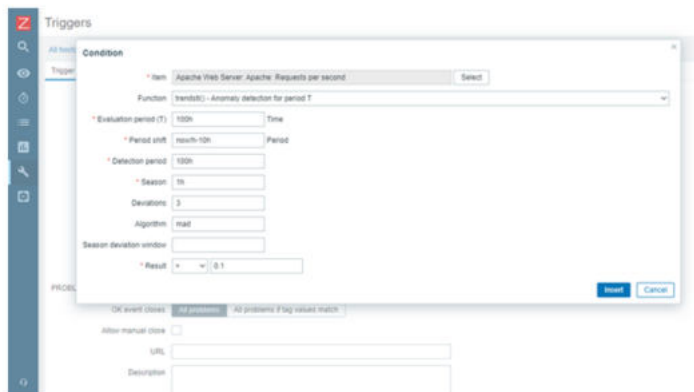 Z Triggers
Condition
* Item Apache Web Server: Apache: Requests per second Select
Function trendstl() - Anomaly detection for period T
* Evaluation period (T) 100h Time
* Period shift now/h-10h Period
* Detection period 100h
* Season 1h
Deviations 3
Algorithm mad
Season deviation window
* Result 0.1
Insert Cancel
OK event closes All problems All problems if tag values match
Allow manual close
URL
Description